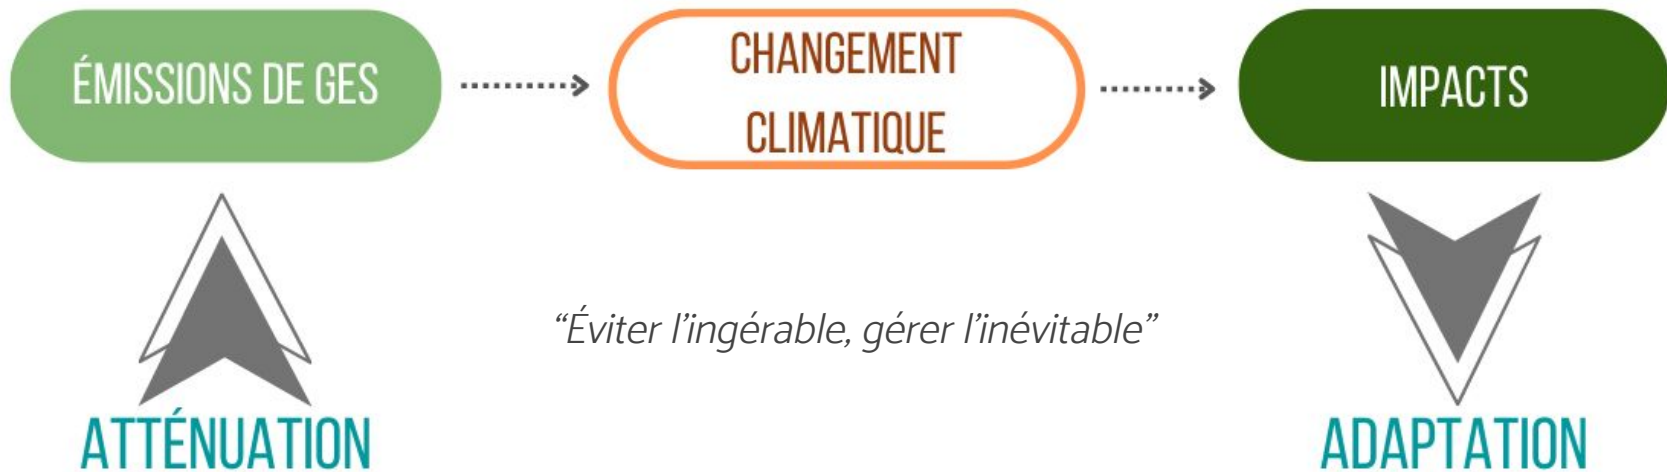 ÉMISSIONS DE GES
CHANGEMENT
CLIMATIQUE
IMPACTS
“Éviter l’ingérable, gérer l’inévitable”
ATTÉNUATION
ADAPTATION